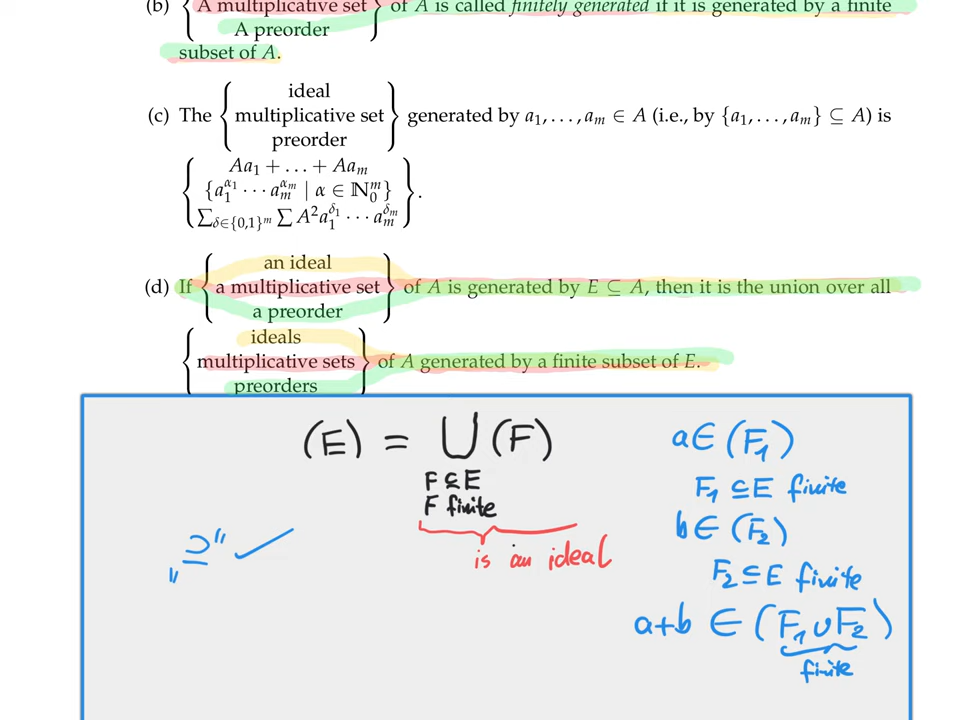 (b) { A multiplicative set } of A is called finitely generated if it is generated by a finite
A preorder
subset of A.
ideal
(c) The { multiplicative set } generated by a₁, . . . , aₘ ∈ A (i.e., by {a₁, . . . , aₘ} ⊆ A) is
preorder
Aa₁ + . . . + Aaₘ
{a₁^{α₁} · · · aₘ^{αₘ} | α ∈ ℕ₀^m}
∑_{δ∈{0,1}^m} ∑ A² a₁^{δ₁} · · · aₘ^{δₘ} .
an ideal
(d) If { a multiplicative set } of A is generated by E ⊆ A, then it is the union over all
a preorder
ideals
{ multiplicative sets } of A generated by a finite subset of E.
preorders
(E) = ⋃ (F)
F ⊆ E
F finite
is an ideal
"⊇" ✓
a ∈ (F₁)
F₁ ⊆ E finite
b ∈ (F₂)
F₂ ⊆ E finite
a+b ∈ (F₁ ∪ F₂)
finite